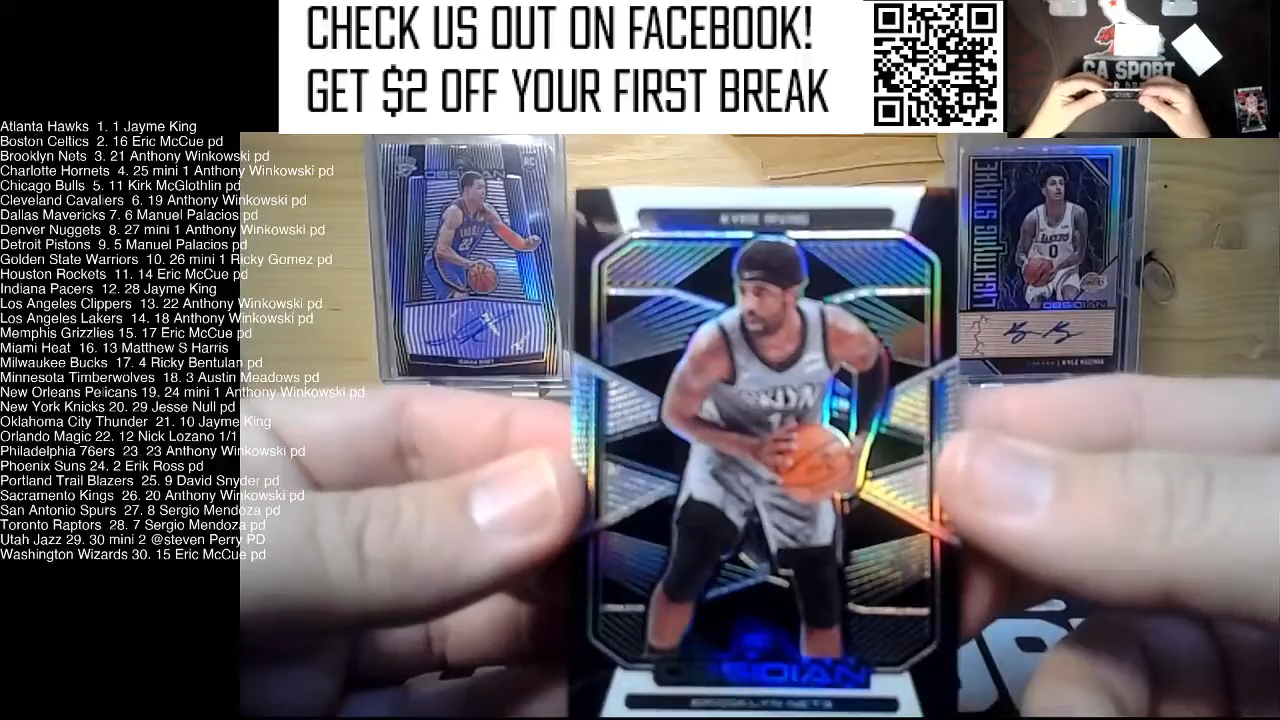 CHECK US OUT ON FACEBOOK!
GET $2 OFF YOUR FIRST BREAK
CA SPORT
Atlanta Hawks 1. 1 Jayme King
Boston Celtics 2. 16 Eric McCue pd
Brooklyn Nets 3. 21 Anthony Winkowski pd
Charlotte Hornets 4. 25 mini 1 Anthony Winkowski pd
Chicago Bulls 5. 11 Kirk McGlothlin pd
Cleveland Cavaliers 6. 19 Anthony Winkowski pd
Dallas Mavericks 7. 6 Manuel Palacios pd
Denver Nuggets 8. 27 mini 1 Anthony Winkowski pd
Detroit Pistons 9. 5 Manuel Palacios pd
Golden State Warriors 10. 26 mini 1 Ricky Gomez pd
Houston Rockets 11. 14 Eric McCue pd
Indiana Pacers 12. 28 Jayme King
Los Angeles Clippers 13. 22 Anthony Winkowski pd
Los Angeles Lakers 14. 18 Anthony Winkowski pd
Memphis Grizzlies 15. 17 Eric McCue pd
Miami Heat 16. 13 Matthew S Harris
Milwaukee Bucks 17. 4 Ricky Bentulan pd
Minnesota Timberwolves 18. 3 Austin Meadows pd
New Orleans Pelicans 19. 24 mini 1 Anthony Winkowski pd
New York Knicks 20. 29 Jesse Null pd
Oklahoma City Thunder 21. 10 Jayme King
Orlando Magic 22. 12 Nick Lozano 1/1
Philadelphia 76ers 23. 23 Anthony Winkowski pd
Phoenix Suns 24. 2 Erik Ross pd
Portland Trail Blazers 25. 9 David Snyder pd
Sacramento Kings 26. 20 Anthony Winkowski pd
San Antonio Spurs 27. 8 Sergio Mendoza pd
Toronto Raptors 28. 7 Sergio Mendoza pd
Utah Jazz 29. 30 mini 2 @steven Perry PD
Washington Wizards 30. 15 Eric McCue pd
OBSIDIAN
RC
KYRIE IRVING
OBSIDIAN
BROOKLYN NETS
LIGHTNING STRIKE
LAKERS
0
OBSIDIAN
KYLE KUZMA